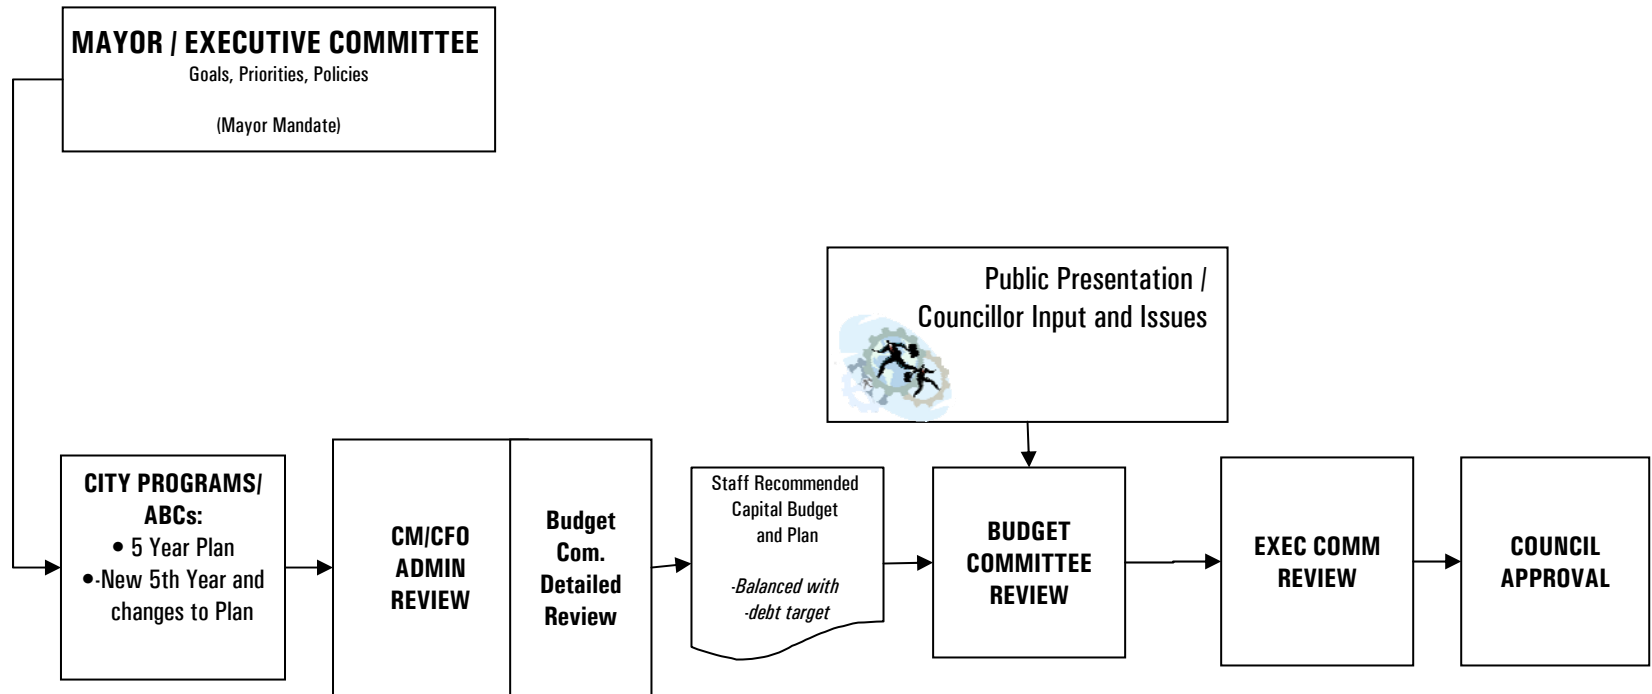 MAYOR / EXECUTIVE COMMITTEE
Goals, Priorities, Policies
(Mayor Mandate)
Public Presentation /
Councillor Input and Issues
CITY PROGRAMS/
ABCs:
• 5 Year Plan
•-New 5th Year and
changes to Plan
CM/CFO
ADMIN
REVIEW
Budget
Com.
Detailed
Review
Staff Recommended
Capital Budget
and Plan
-Balanced with
-debt target
BUDGET
COMMITTEE
REVIEW
EXEC COMM
REVIEW
COUNCIL
APPROVAL